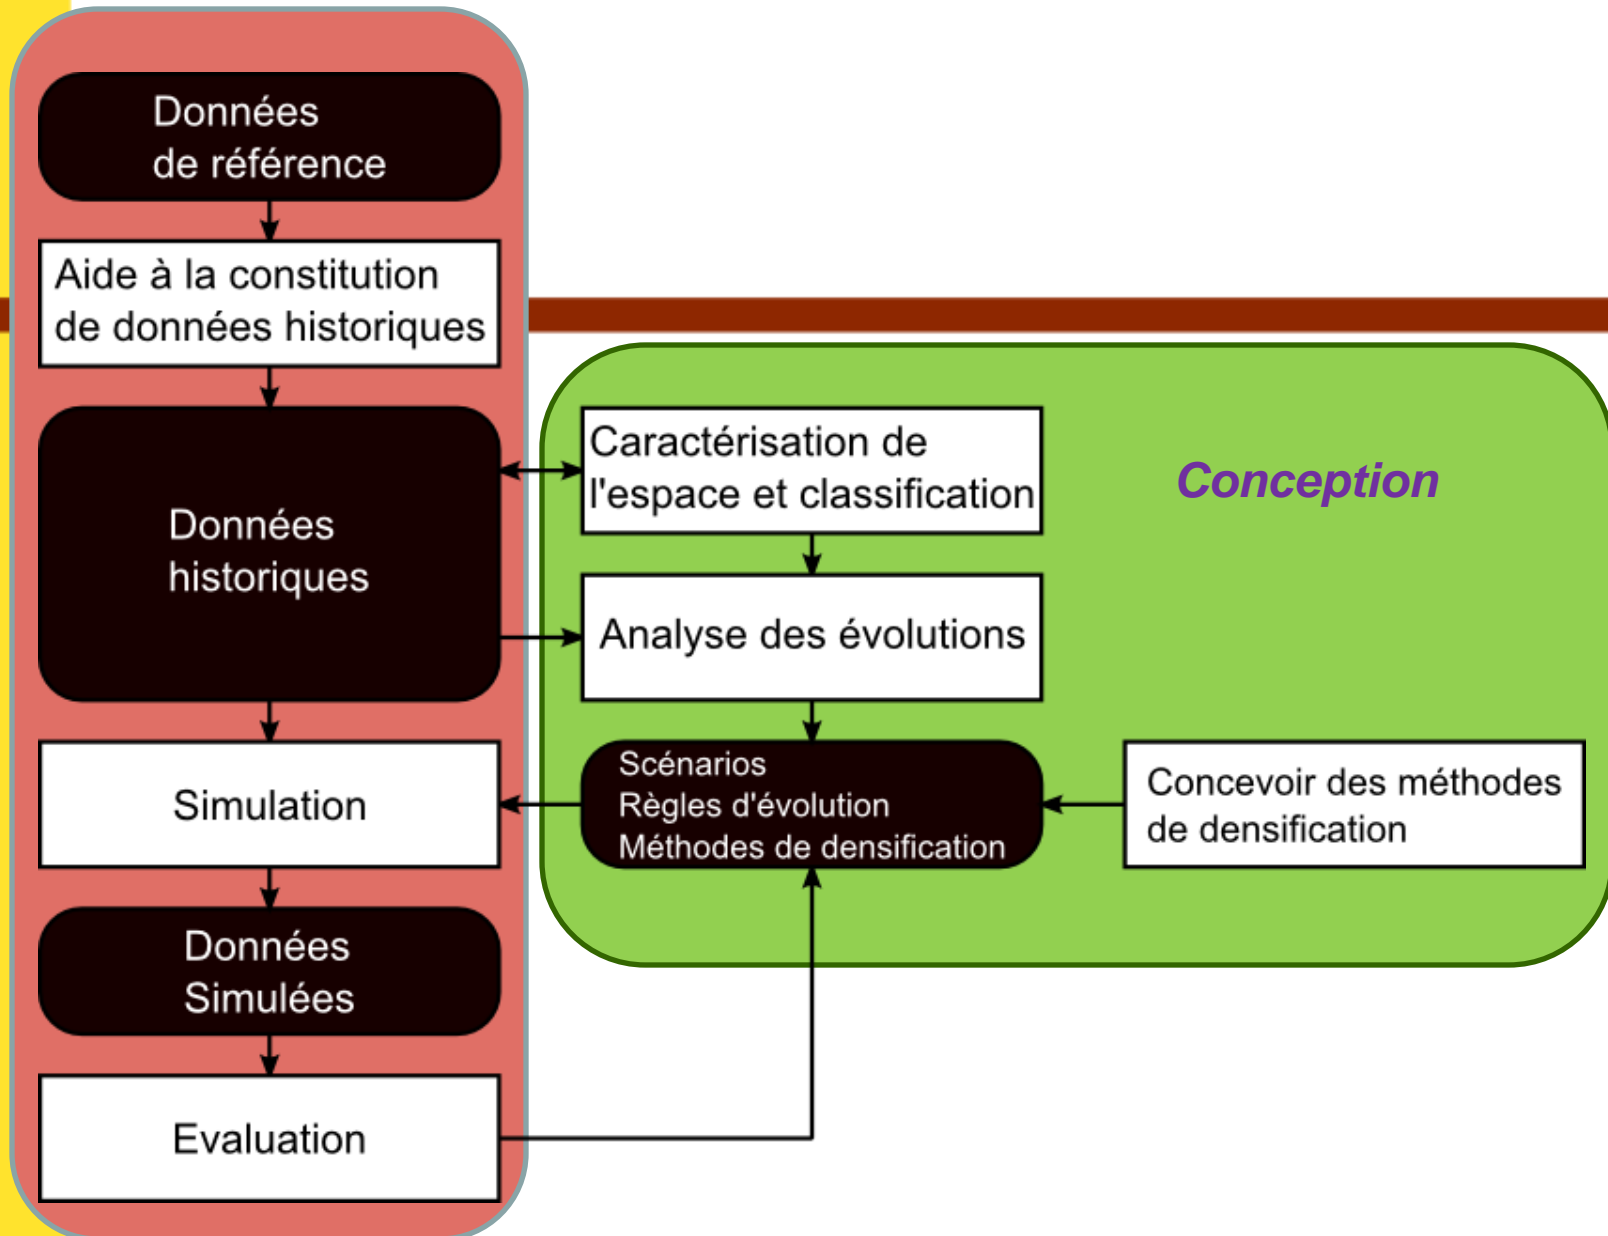 Données
de référence
Aide à la constitution
de données historiques
Données
historiques
Simulation
Données
Simulées
Evaluation
Caractérisation de
l'espace et classification
Analyse des évolutions
Scénarios
Règles d'évolution
Méthodes de densification
Conception
Concevoir des méthodes
de densification